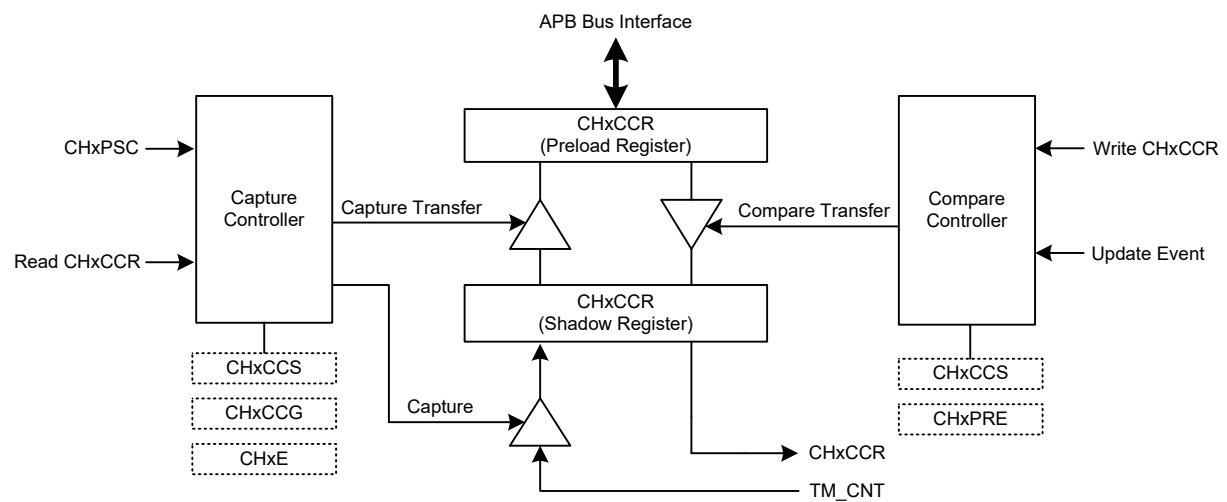 APB Bus Interface
CHxCCR
(Preload Register)
CHxPSC
Write CHxCCR
Capture
Controller
Compare
Controller
Capture Transfer
Compare Transfer
Read CHxCCR
Update Event
CHxCCR
(Shadow Register)
CHxCCS
CHxCCS
CHxCCG
Capture
CHxPRE
CHxE
CHxCCR
TM_CNT